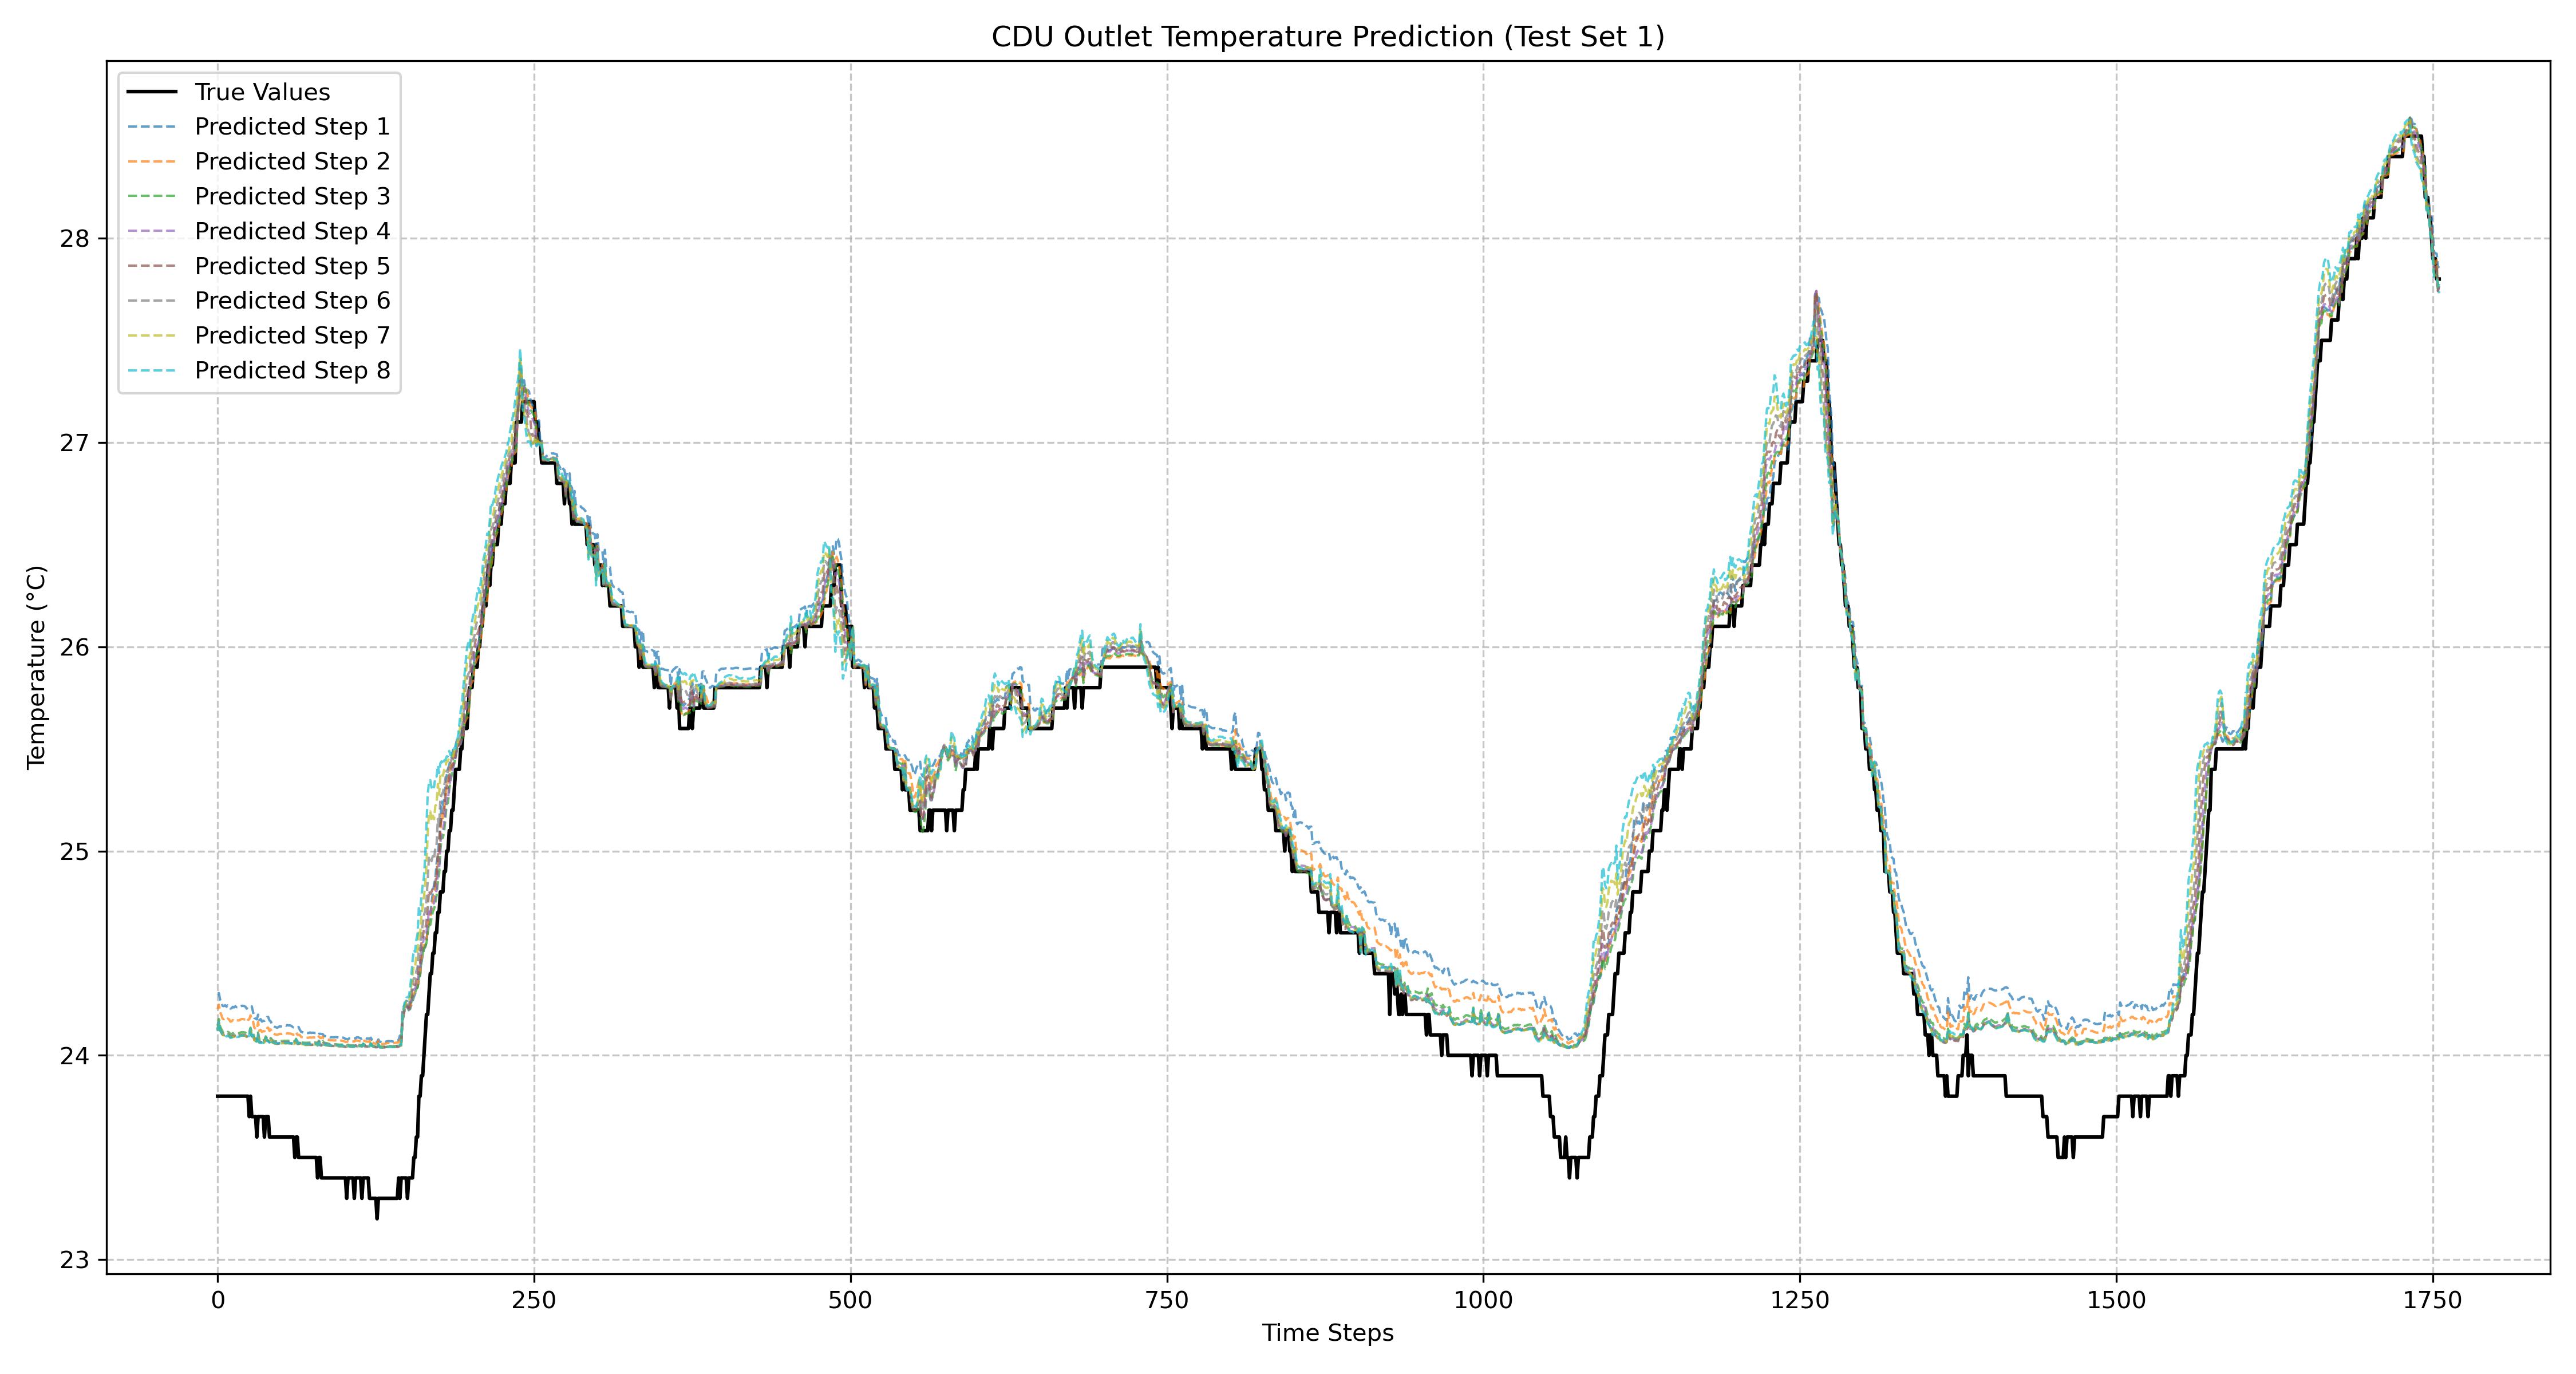 CDU Outlet Temperature Prediction (Test Set 1)
True Values
Predicted Step 1
Predicted Step 2
Predicted Step 3
Predicted Step 4
Predicted Step 5
Predicted Step 6
Predicted Step 7
Predicted Step 8
Temperature (°C)
28
27
26
25
24
23
0 250 500 750 1000 1250 1500 1750
Time Steps